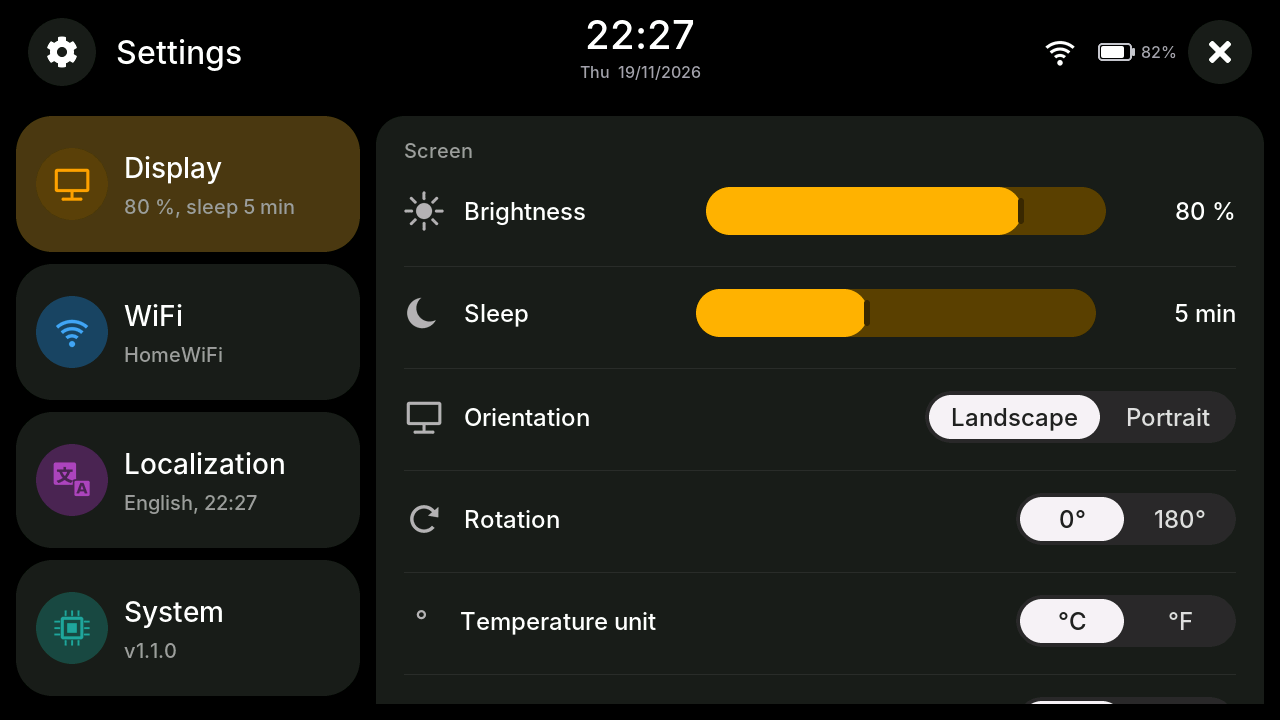 Settings
22:27
Thu 19/11/2026
82%
Display
80 %, sleep 5 min
WiFi
HomeWiFi
Localization
English, 22:27
System
v1.1.0
Screen
Brightness
80 %
Sleep
5 min
Orientation
Landscape
Portrait
Rotation
0°
180°
° Temperature unit
°C
°F